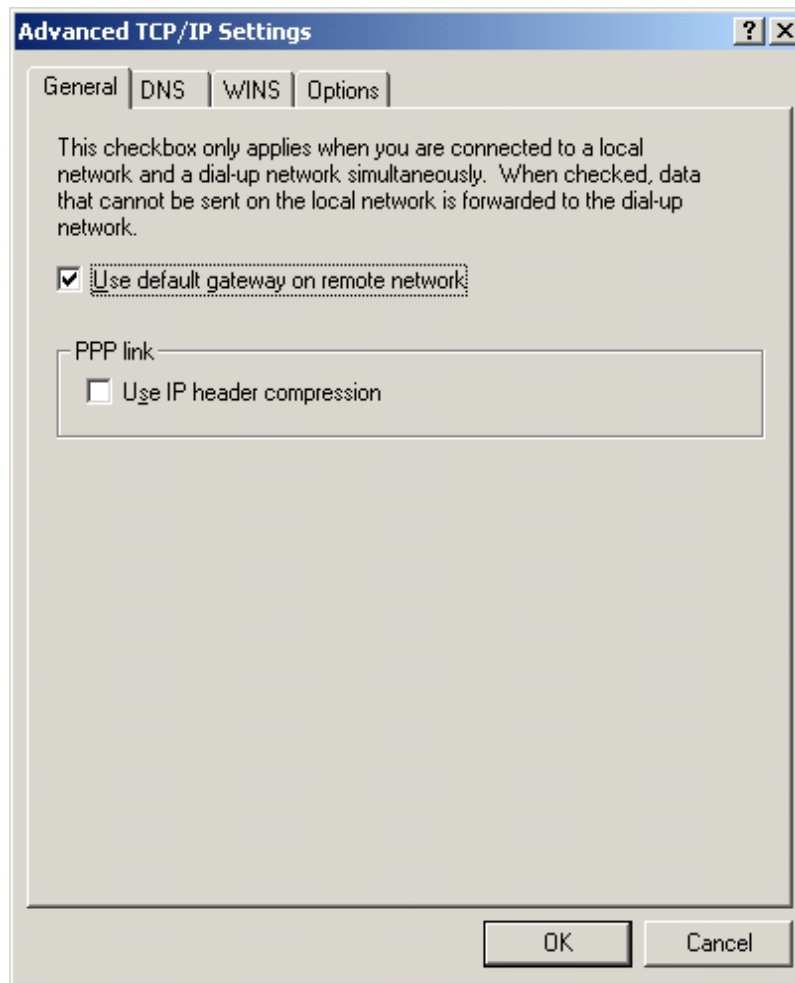 Advanced TCP/IP Settings
General DNS WINS Options
This checkbox only applies when you are connected to a local
network and a dial-up network simultaneously.  When checked, data
that cannot be sent on the local network is forwarded to the dial-up
network.
Use default gateway on remote network
PPP link
Use IP header compression
OK Cancel